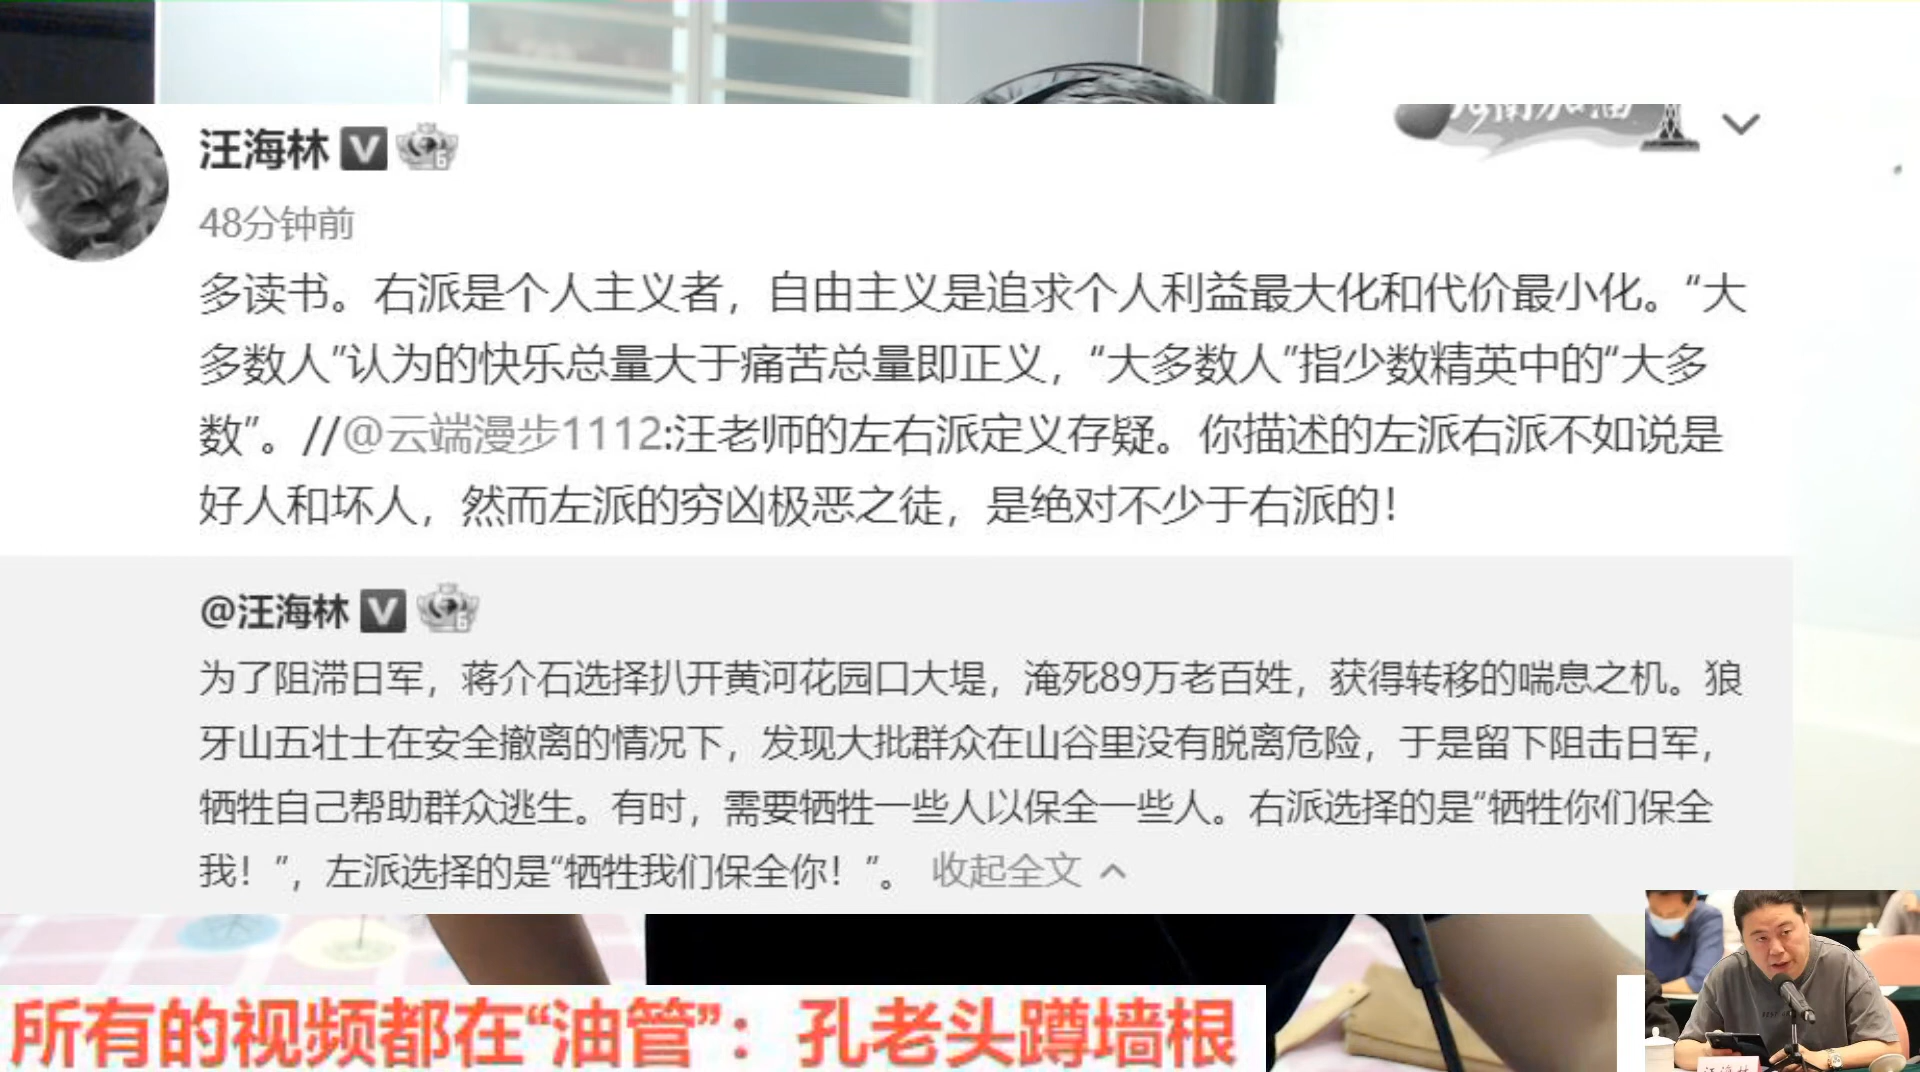 河南加油
汪海林
48分钟前
多读书。右派是个人主义者，自由主义是追求个人利益最大化和代价最小化。“大
多数人”认为的快乐总量大于痛苦总量即正义，“大多数人”指少数精英中的“大多
数”。//@云端漫步1112:汪老师的左右派定义存疑。你描述的左派右派不如说是
好人和坏人，然而左派的穷凶极恶之徒，是绝对不少于右派的！
@汪海林
为了阻滞日军，蒋介石选择扒开黄河花园口大堤，淹死89万老百姓，获得转移的喘息之机。狼
牙山五壮士在安全撤离的情况下，发现大批群众在山谷里没有脱离危险，于是留下阻击日军，
牺牲自己帮助群众逃生。有时，需要牺牲一些人以保全一些人。右派选择的是“牺牲你们保全
我！”，左派选择的是“牺牲我们保全你！”。 收起全文
所有的视频都在“油管”：孔老头蹲墙根
汪海林